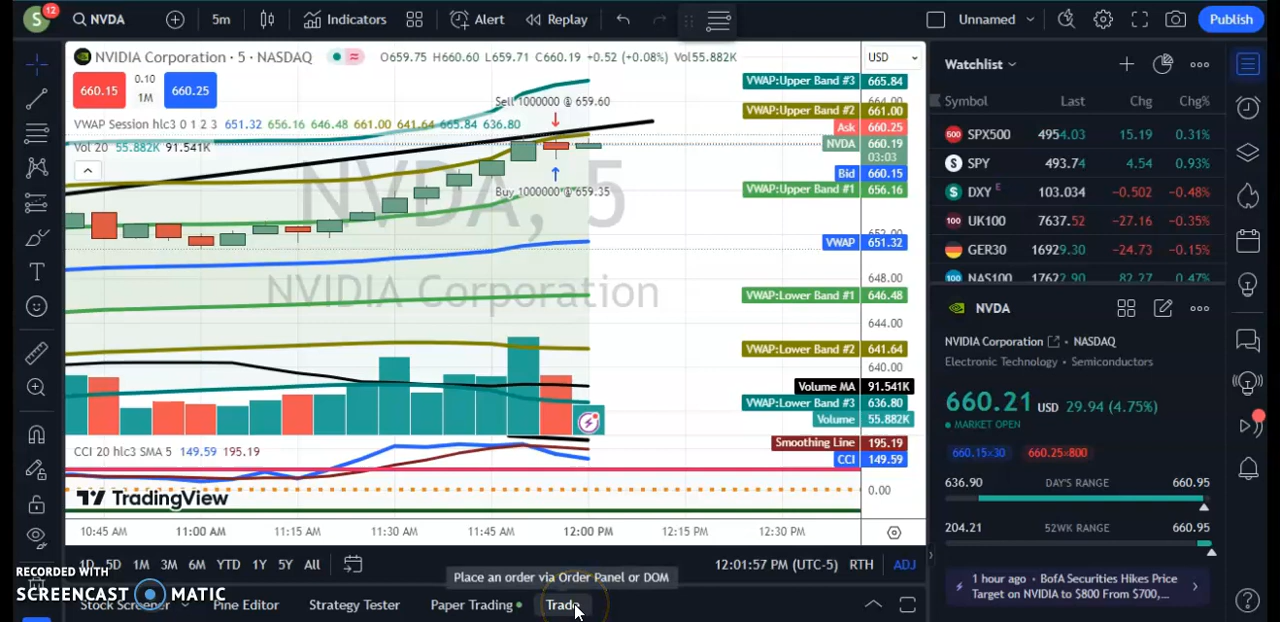 S 12 NVDA 5m Indicators Alert Replay Unnamed Publish
NVIDIA Corporation · 5 · NASDAQ O659.75 H660.60 L659.71 C660.19 +0.52 (+0.08%) Vol55.882K USD
660.15 0.10 660.25
1M
VWAP Session hlc3 0 1 2 3 651.32 656.16 646.48 661.00 641.64 665.84 636.80
Vol 20 55.882K 91.541K
Sell 1000000 @ 659.60
Buy 1000000 @ 659.35
NVDA, 5
NVIDIA Corporation
VWAP:Upper Band #3 665.84
664.00
VWAP:Upper Band #2 661.00
Ask 660.25
NVDA 660.19
03:03
Bid 660.15
VWAP:Upper Band #1 656.16
652.00
VWAP 651.32
648.00
VWAP:Lower Band #1 646.48
644.00
VWAP:Lower Band #2 641.64
640.00
Volume MA 91.541K
VWAP:Lower Band #3 636.80
Volume 55.882K
CCI 20 hlc3 SMA 5 149.59 195.19
Smoothing Line 195.19
CCI 149.59
0.00
TradingView
10:45 AM 11:00 AM 11:15 AM 11:30 AM 11:45 AM 12:00 PM 12:15 PM 12:30 PM
1D 5D 1M 3M 6M YTD 1Y 5Y All 12:01:57 PM (UTC-5) RTH ADJ
Place an order via Order Panel or DOM
RECORDED WITH
SCREENCAST MATIC
Stock Screener Pine Editor Strategy Tester Paper Trading Trade
Watchlist
Symbol Last Chg Chg%
500 SPX500 4954.03 15.19 0.31%
S SPY 493.74 4.54 0.93%
$ DXY E 103.034 -0.502 -0.48%
100 UK100 7637.52 -27.16 -0.35%
GER30 16929.30 -24.73 -0.15%
100 NAS100 17622.90 82.27 0.47%
NVDA
NVIDIA Corporation · NASDAQ
Electronic Technology · Semiconductors
660.21 USD 29.94 (4.75%)
MARKET OPEN
660.15×30 660.25×800
636.90 DAY'S RANGE 660.95
204.21 52WK RANGE 660.95
1 hour ago · BofA Securities Hikes Price
Target on NVIDIA to $800 From $700,...